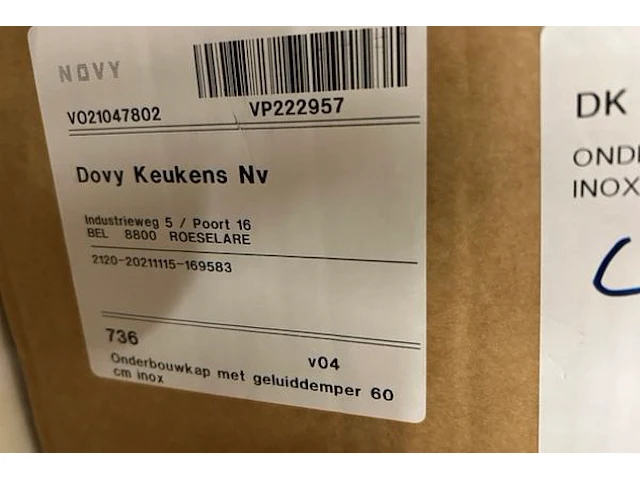 NOVY
VO21047802
VP222957
Dovy Keukens Nv
Industrieweg 5 / Poort 16
BEL 8800 ROESELARE
2120-20211115-169583
736
v04
Onderbouwkap met geluiddemper 60
cm inox
DK
INOX